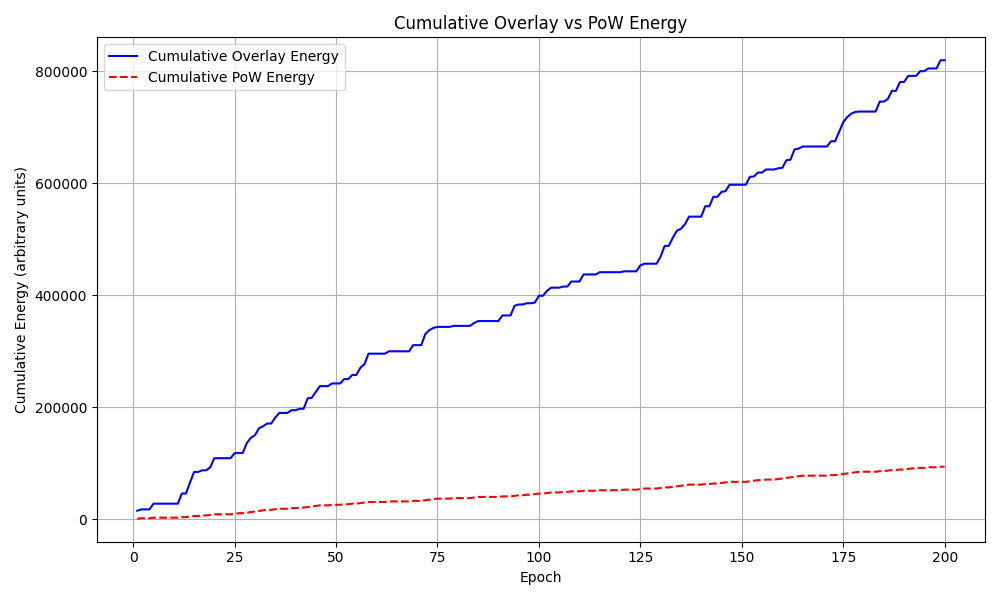 Cumulative Overlay vs PoW Energy
Cumulative Overlay Energy
Cumulative PoW Energy
Cumulative Energy (arbitrary units)
800000
600000
400000
200000
0
0 25 50 75 100 125 150 175 200
Epoch